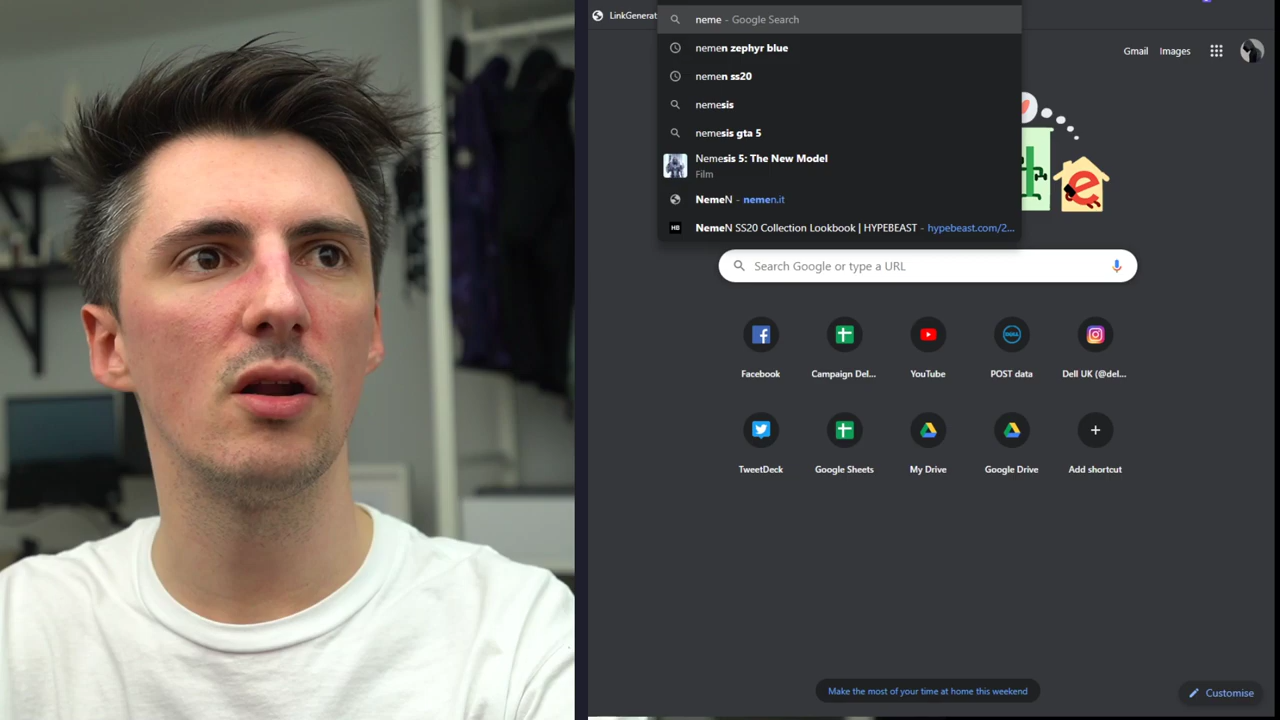 LinkGenerat
neme - Google Search
nemen zephyr blue
nemen ss20
nemesis
nemesis gta 5
Nemesis 5: The New Model
Film
NemeN - nemen.it
HB NemeN SS20 Collection Lookbook | HYPEBEAST - hypebeast.com/2...
Gmail Images
Search Google or type a URL
Facebook Campaign Del... YouTube POST data Dell UK (@del...
TweetDeck Google Sheets My Drive Google Drive Add shortcut
Make the most of your time at home this weekend
Customise